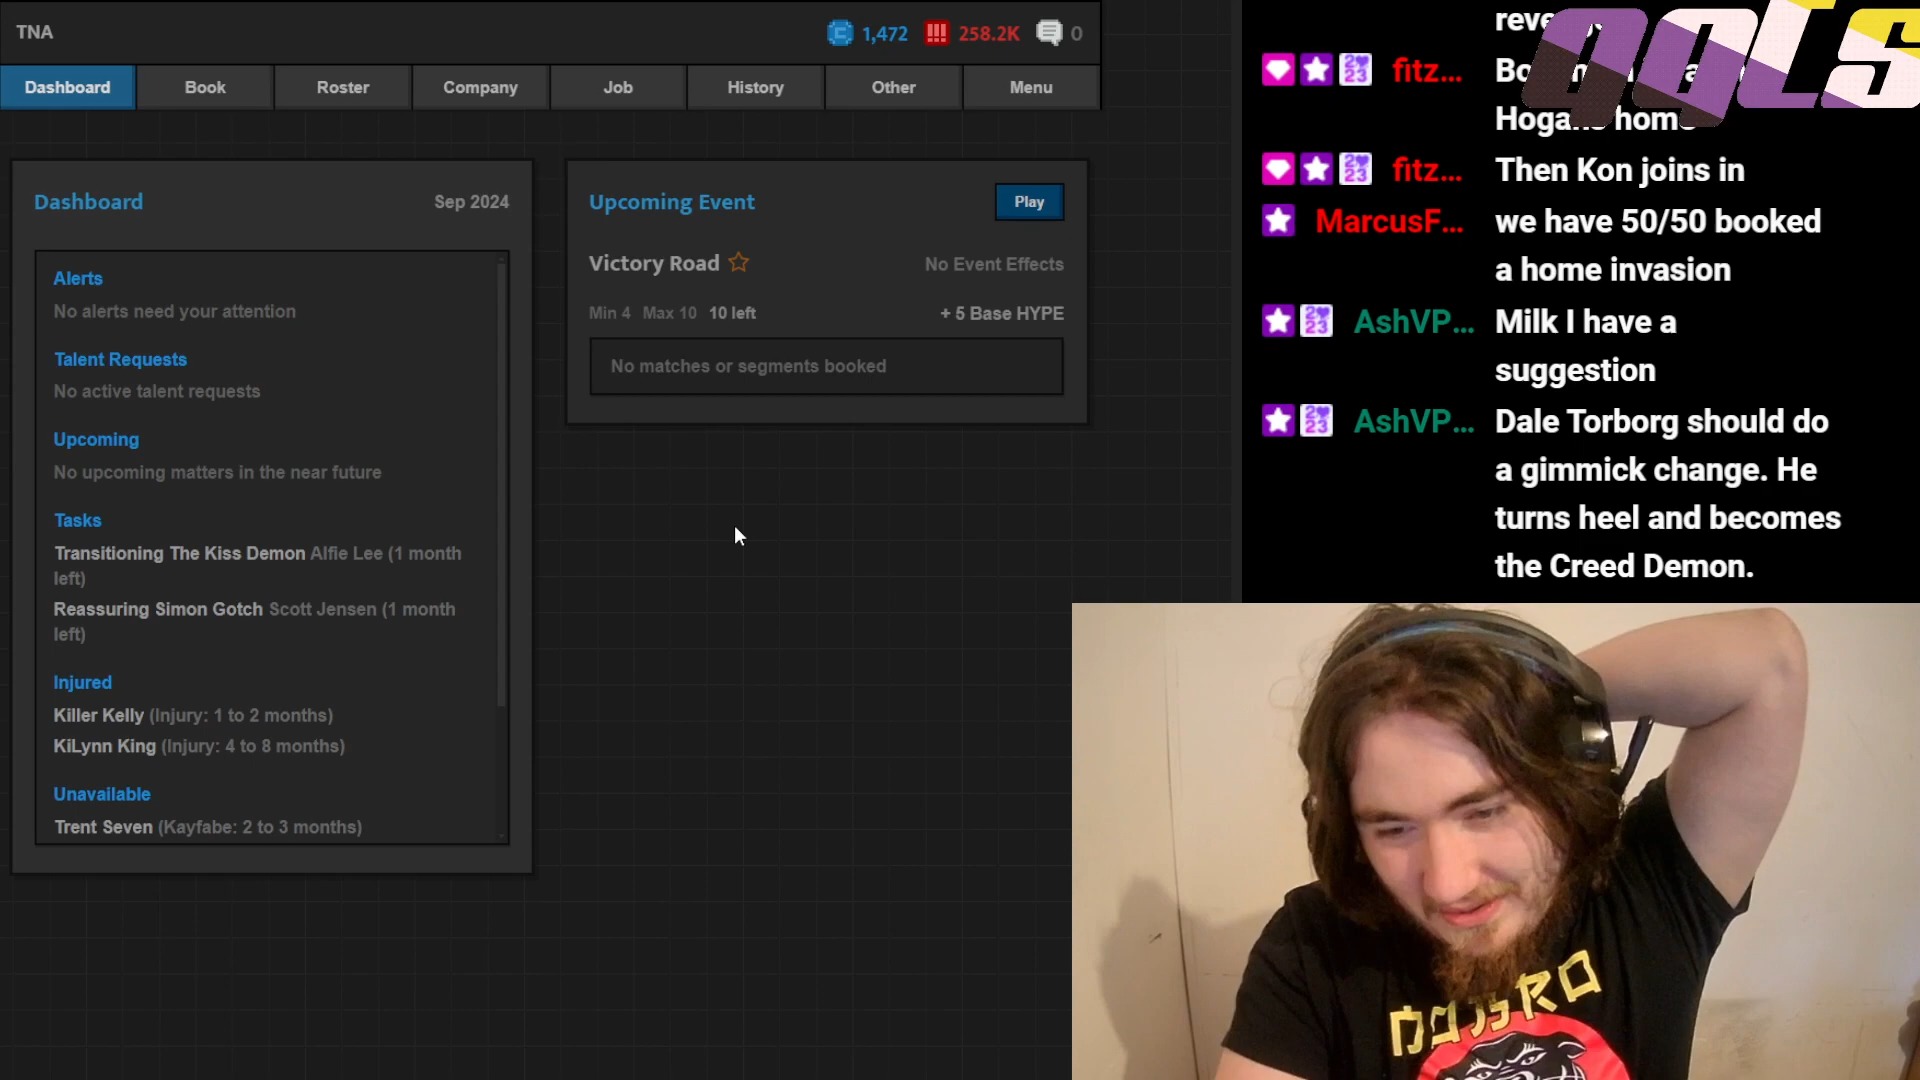 TNA
1,472
258.2K
0
Dashboard
Book
Roster
Company
Job
History
Other
Menu
Dashboard
Sep 2024
Alerts
No alerts need your attention
Talent Requests
No active talent requests
Upcoming
No upcoming matters in the near future
Tasks
Transitioning The Kiss Demon Alfie Lee (1 month
left)
Reassuring Simon Gotch Scott Jensen (1 month
left)
Injured
Killer Kelly (Injury: 1 to 2 months)
KiLynn King (Injury: 4 to 8 months)
Unavailable
Trent Seven (Kayfabe: 2 to 3 months)
Upcoming Event
Play
Victory Road
No Event Effects
Min 4 Max 10 10 left
+ 5 Base HYPE
No matches or segments booked
fitz...
fitz... Then Kon joins in
MarcusF... we have 50/50 booked
a home invasion
AshVP... Milk I have a
suggestion
AshVP... Dale Torborg should do
a gimmick change. He
turns heel and becomes
the Creed Demon.